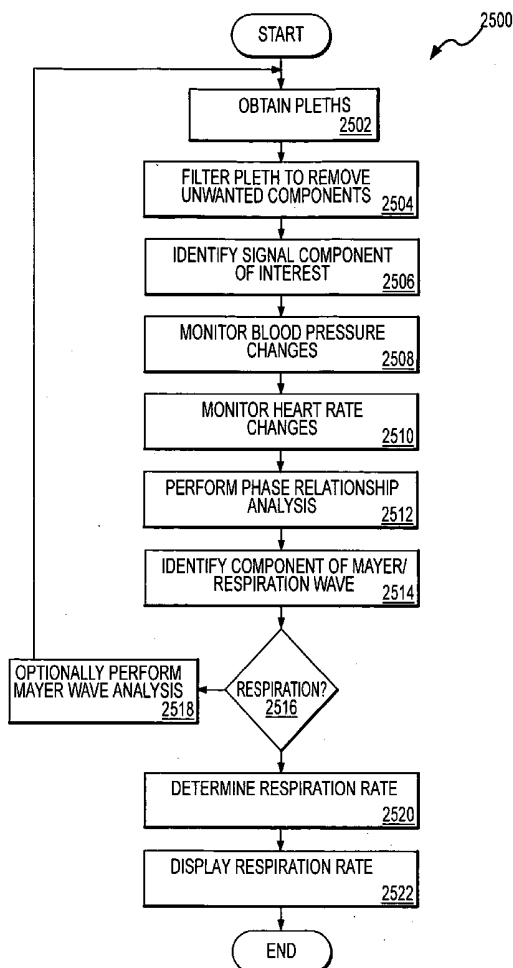 2500
START
OBTAIN PLETHS
2502
FILTER PLETH TO REMOVE
UNWANTED COMPONENTS
2504
IDENTIFY SIGNAL COMPONENT
OF INTEREST
2506
MONITOR BLOOD PRESSURE
CHANGES
2508
MONITOR HEART RATE
CHANGES
2510
PERFORM PHASE RELATIONSHIP
ANALYSIS
2512
IDENTIFY COMPONENT OF MAYER/
RESPIRATION WAVE
2514
RESPIRATION?
2516
OPTIONALLY PERFORM
MAYER WAVE ANALYSIS
2518
DETERMINE RESPIRATION RATE
2520
DISPLAY RESPIRATION RATE
2522
END